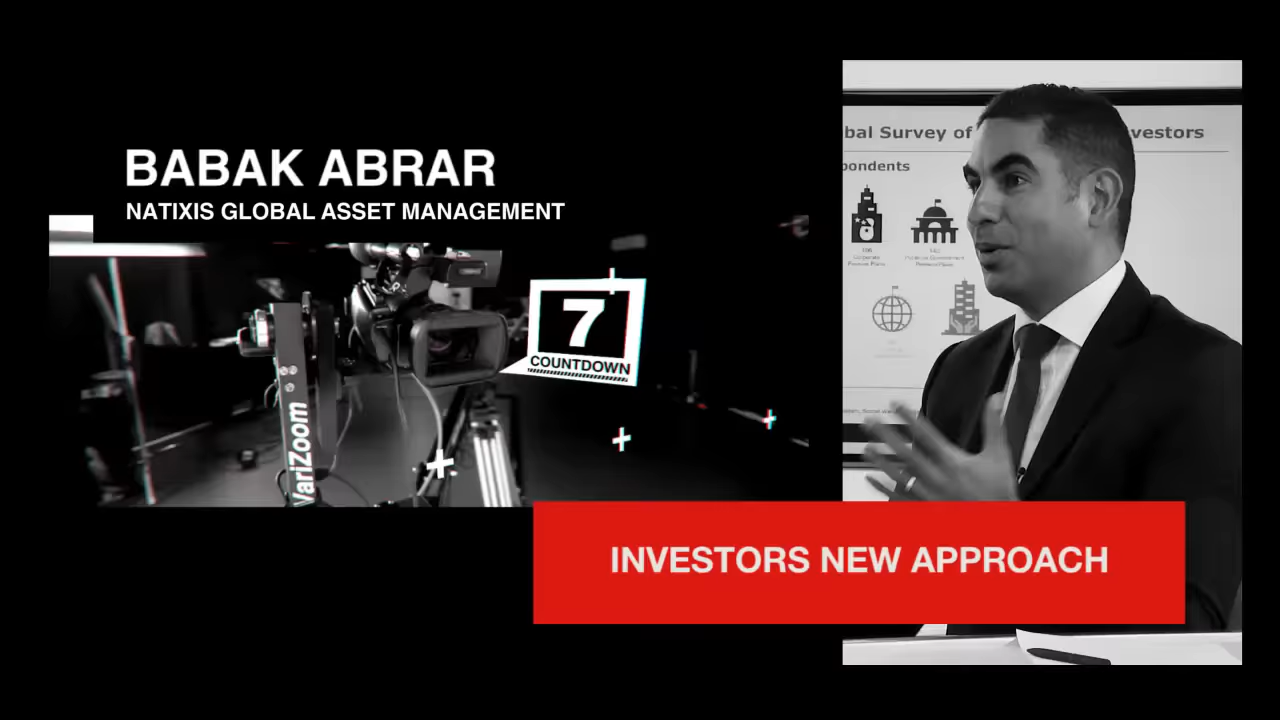 BABAK ABRAR
NATIXIS GLOBAL ASSET MANAGEMENT
bal Survey of
vestors
pondents
7
COUNTDOWN
VariZoom
INVESTORS NEW APPROACH